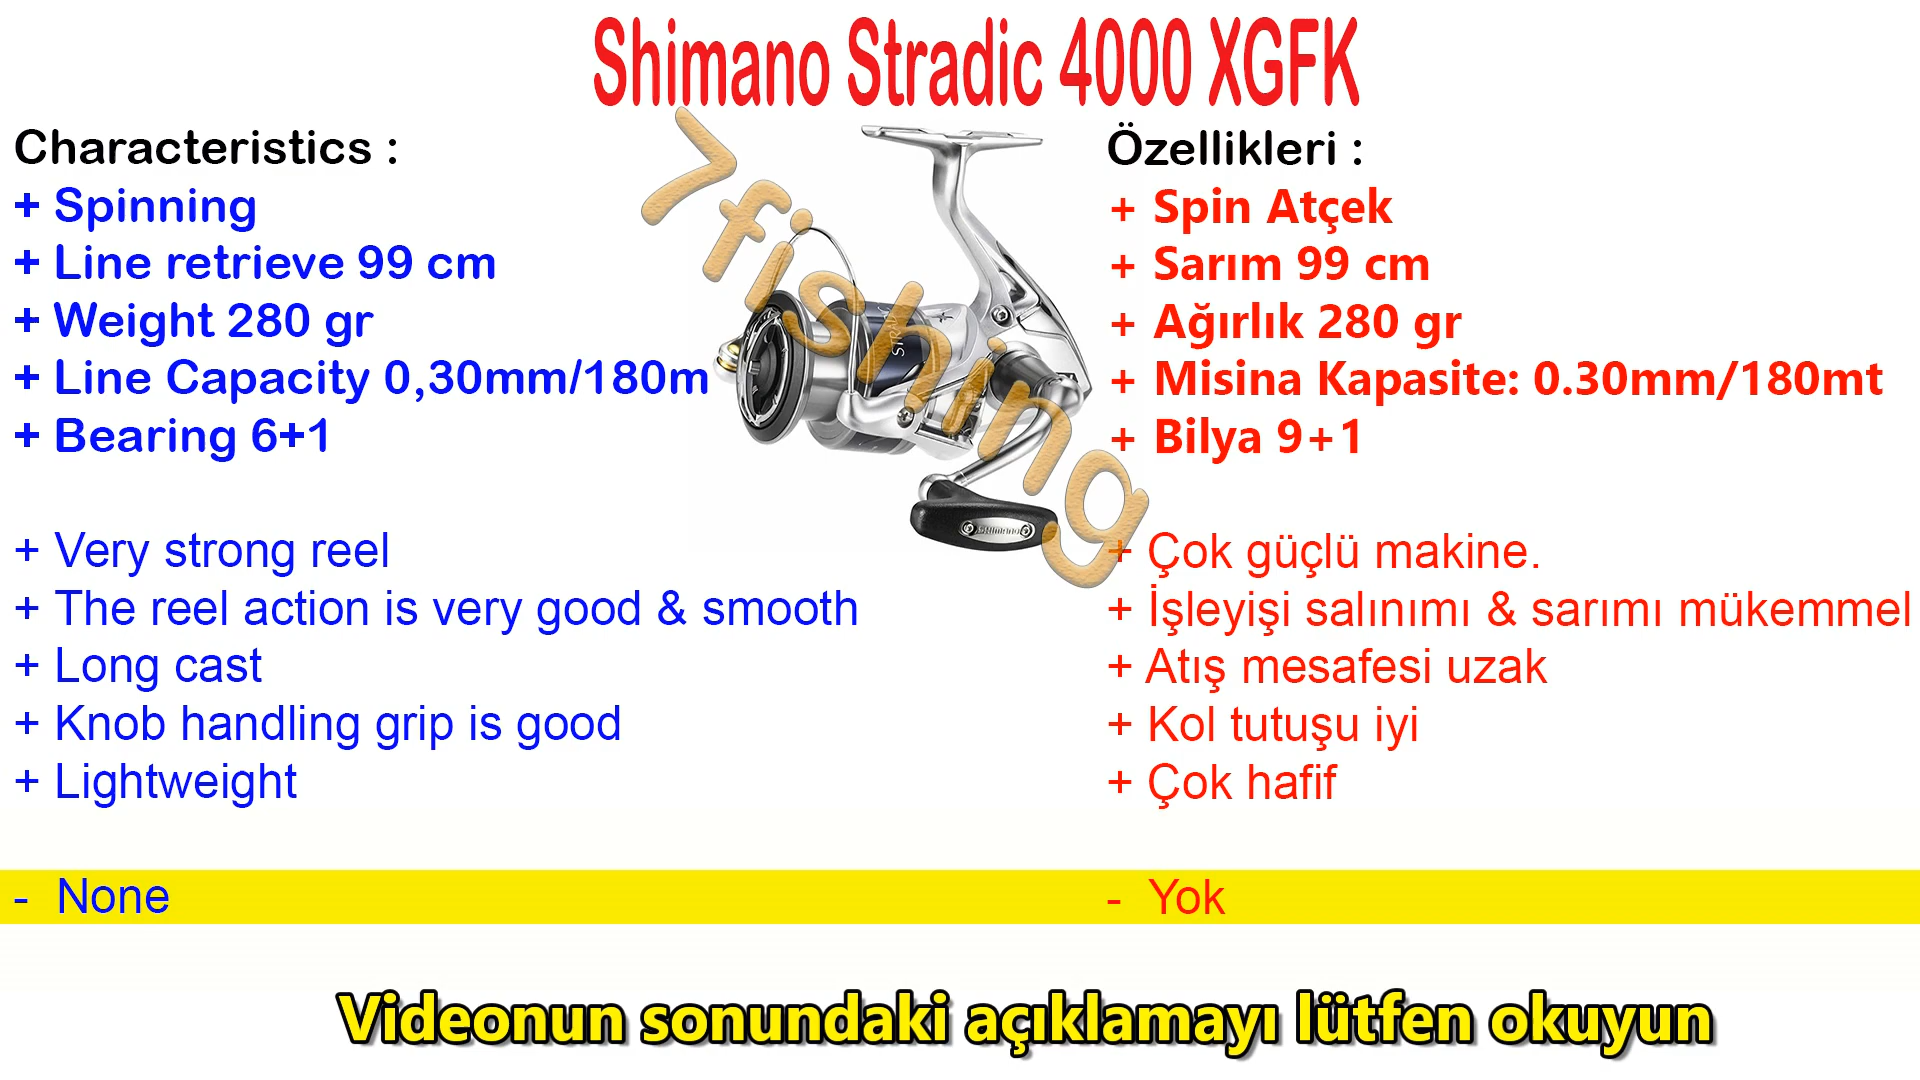 Shimano Stradic 4000 XGFK
Characteristics :
+ Spinning
+ Line retrieve 99 cm
+ Weight 280 gr
+ Line Capacity 0,30mm/180m
+ Bearing 6+1
+ Very strong reel
+ The reel action is very good & smooth
+ Long cast
+ Knob handling grip is good
+ Lightweight
- None
7fishing
SHIMANO
Özellikleri :
+ Spin Atçek
+ Sarım 99 cm
+ Ağırlık 280 gr
+ Misina Kapasite: 0.30mm/180mt
+ Bilya 9+1
+ Çok güçlü makine.
+ İşleyişi salınımı & sarımı mükemmel
+ Atış mesafesi uzak
+ Kol tutuşu iyi
+ Çok hafif
- Yok
Videonun sonundaki açıklamayı lütfen okuyun